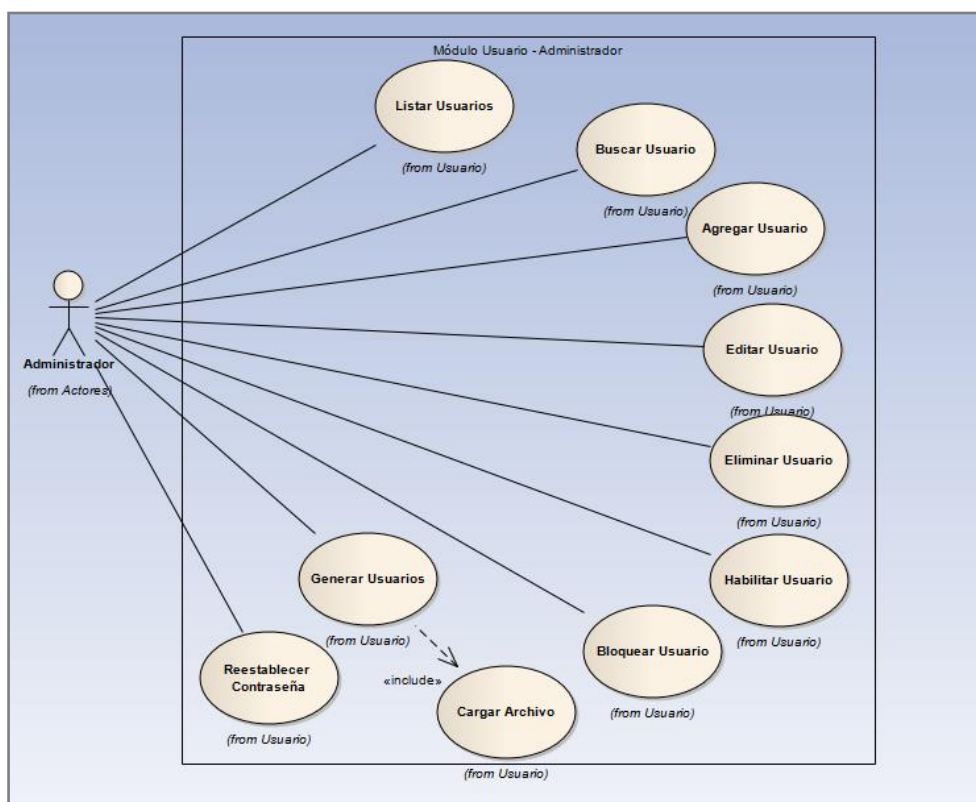 Módulo Usuario - Administrador
Listar Usuarios
(from Usuario)
Buscar Usuario
(from Usuario)
Agregar Usuario
(from Usuario)
Administrador
(from Actores)
Editar Usuario
(from Usuario)
Eliminar Usuario
(from Usuario)
Habilitar Usuario
(from Usuario)
Generar Usuarios
(from Usuario)
Bloquear Usuario
(from Usuario)
Reestablecer
Contraseña
(from Usuario)
«include»
Cargar Archivo
(from Usuario)